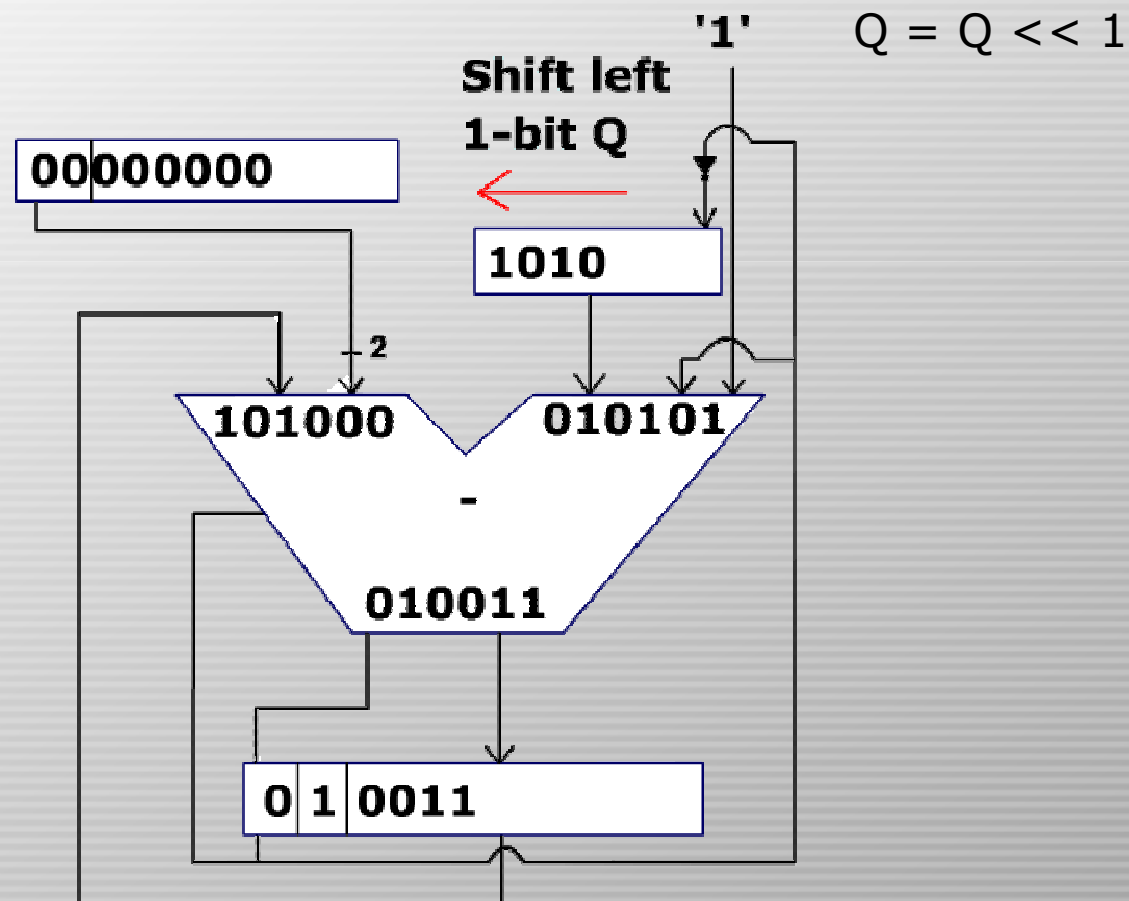 '1'
Q = Q << 1
Shift left
1-bit Q
00000000
1010
2
101000
010101
-
010011
0 1 0011